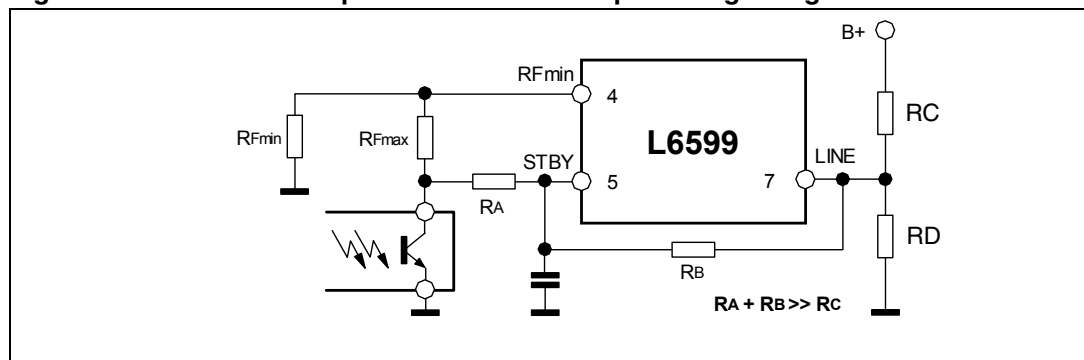 B+
RFmin
4
RC
RFmin
RFmax
L6599
STBY
LINE
5
7
RA
RD
RB
RA + RB >> RC